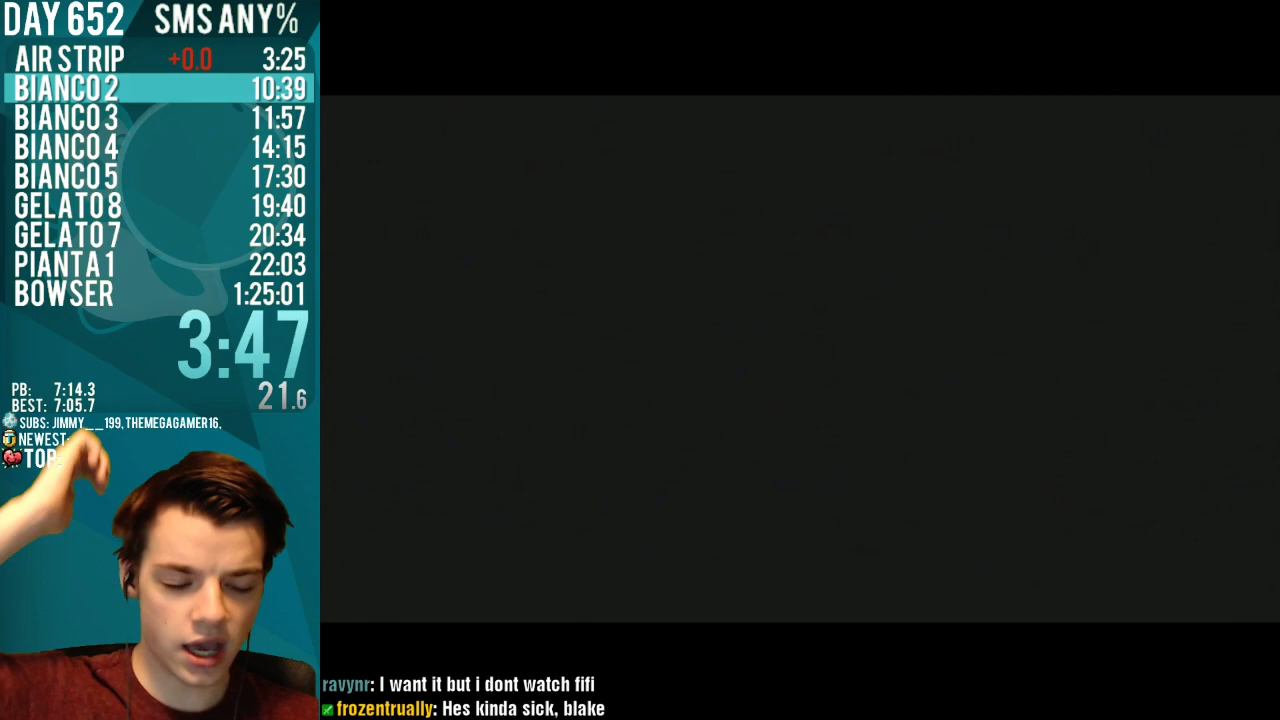 DAY 652 SMS ANY%
AIR STRIP +0.0 3:25
BIANCO 2 10:39
BIANCO 3 11:57
BIANCO 4 14:15
BIANCO 5 17:30
GELATO 8 19:40
GELATO 7 20:34
PIANTA 1 22:03
BOWSER 1:25:01
3:47
21.6
PB: 7:14.3
BEST: 7:05.7
SUBS: JIMMY__199, THEMEGAGAMER16,
NEWEST:
TOP:
ravynr: I want it but i dont watch fifi
frozentrually: Hes kinda sick, blake